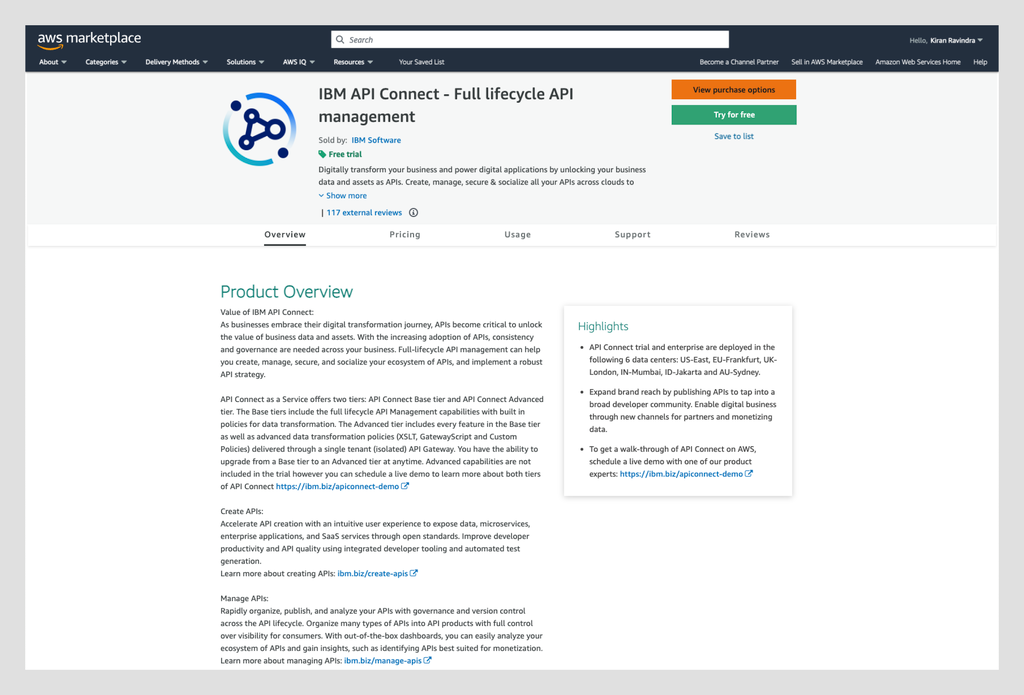 aws marketplace
Search
Hello, Kiran Ravindra
About
Categories
Delivery Methods
Solutions
AWS IQ
Resources
Your Saved List
Become a Channel Partner
Sell in AWS Marketplace
Amazon Web Services Home
Help
IBM API Connect - Full lifecycle API
management
Sold by: IBM Software
Free trial
Digitally transform your business and power digital applications by unlocking your business
data and assets as APIs. Create, manage, secure & socialize all your APIs across clouds to
Show more
| 117 external reviews
View purchase options
Try for free
Save to list
Overview
Pricing
Usage
Support
Reviews
Product Overview
Value of IBM API Connect:
As businesses embrace their digital transformation journey, APIs become critical to unlock
the value of business data and assets. With the increasing adoption of APIs, consistency
and governance are needed across your business. Full-lifecycle API management can help
you create, manage, secure, and socialize your ecosystem of APIs, and implement a robust
API strategy.
API Connect as a Service offers two tiers: API Connect Base tier and API Connect Advanced
tier. The Base tiers include the full lifecycle API Management capabilities with built in
policies for data transformation. The Advanced tier includes every feature in the Base tier
as well as advanced data transformation policies (XSLT, GatewayScript and Custom
Policies) delivered through a single tenant (isolated) API Gateway. You have the ability to
upgrade from a Base tier to an Advanced tier at anytime. Advanced capabilities are not
included in the trial however you can schedule a live demo to learn more about both tiers
of API Connect https://ibm.biz/apiconnect-demo
Create APIs:
Accelerate API creation with an intuitive user experience to expose data, microservices,
enterprise applications, and SaaS services through open standards. Improve developer
productivity and API quality using integrated developer tooling and automated test
generation.
Learn more about creating APIs: ibm.biz/create-apis
Manage APIs:
Rapidly organize, publish, and analyze your APIs with governance and version control
across the API lifecycle. Organize many types of APIs into API products with full control
over visibility for consumers. With out-of-the-box dashboards, you can easily analyze your
ecosystem of APIs and gain insights, such as identifying APIs best suited for monetization.
Learn more about managing APIs: ibm.biz/manage-apis
Highlights
• API Connect trial and enterprise are deployed in the
following 6 data centers: US-East, EU-Frankfurt, UK-
London, IN-Mumbai, ID-Jakarta and AU-Sydney.
• Expand brand reach by publishing APIs to tap into a
broad developer community. Enable digital business
through new channels for partners and monetizing
data.
• To get a walk-through of API Connect on AWS,
schedule a live demo with one of our product
experts: https://ibm.biz/apiconnect-demo